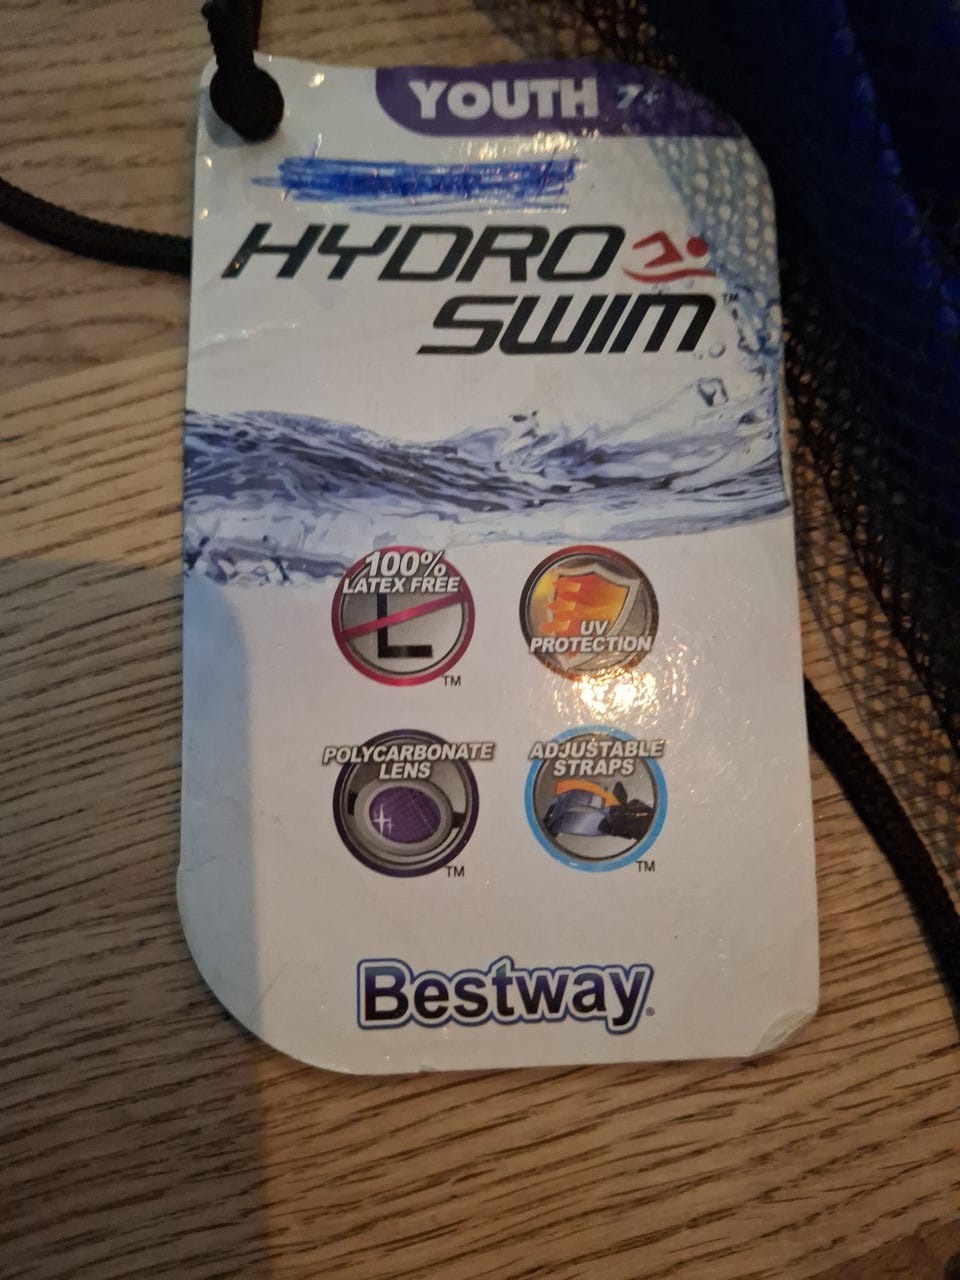 YOUTH 7+
HYDRO
SWIM™
100%
LATEX FREE
L
TM
UV
PROTECTION
POLYCARBONATE
LENS
TM
ADJUSTABLE
STRAPS
TM
Bestway®